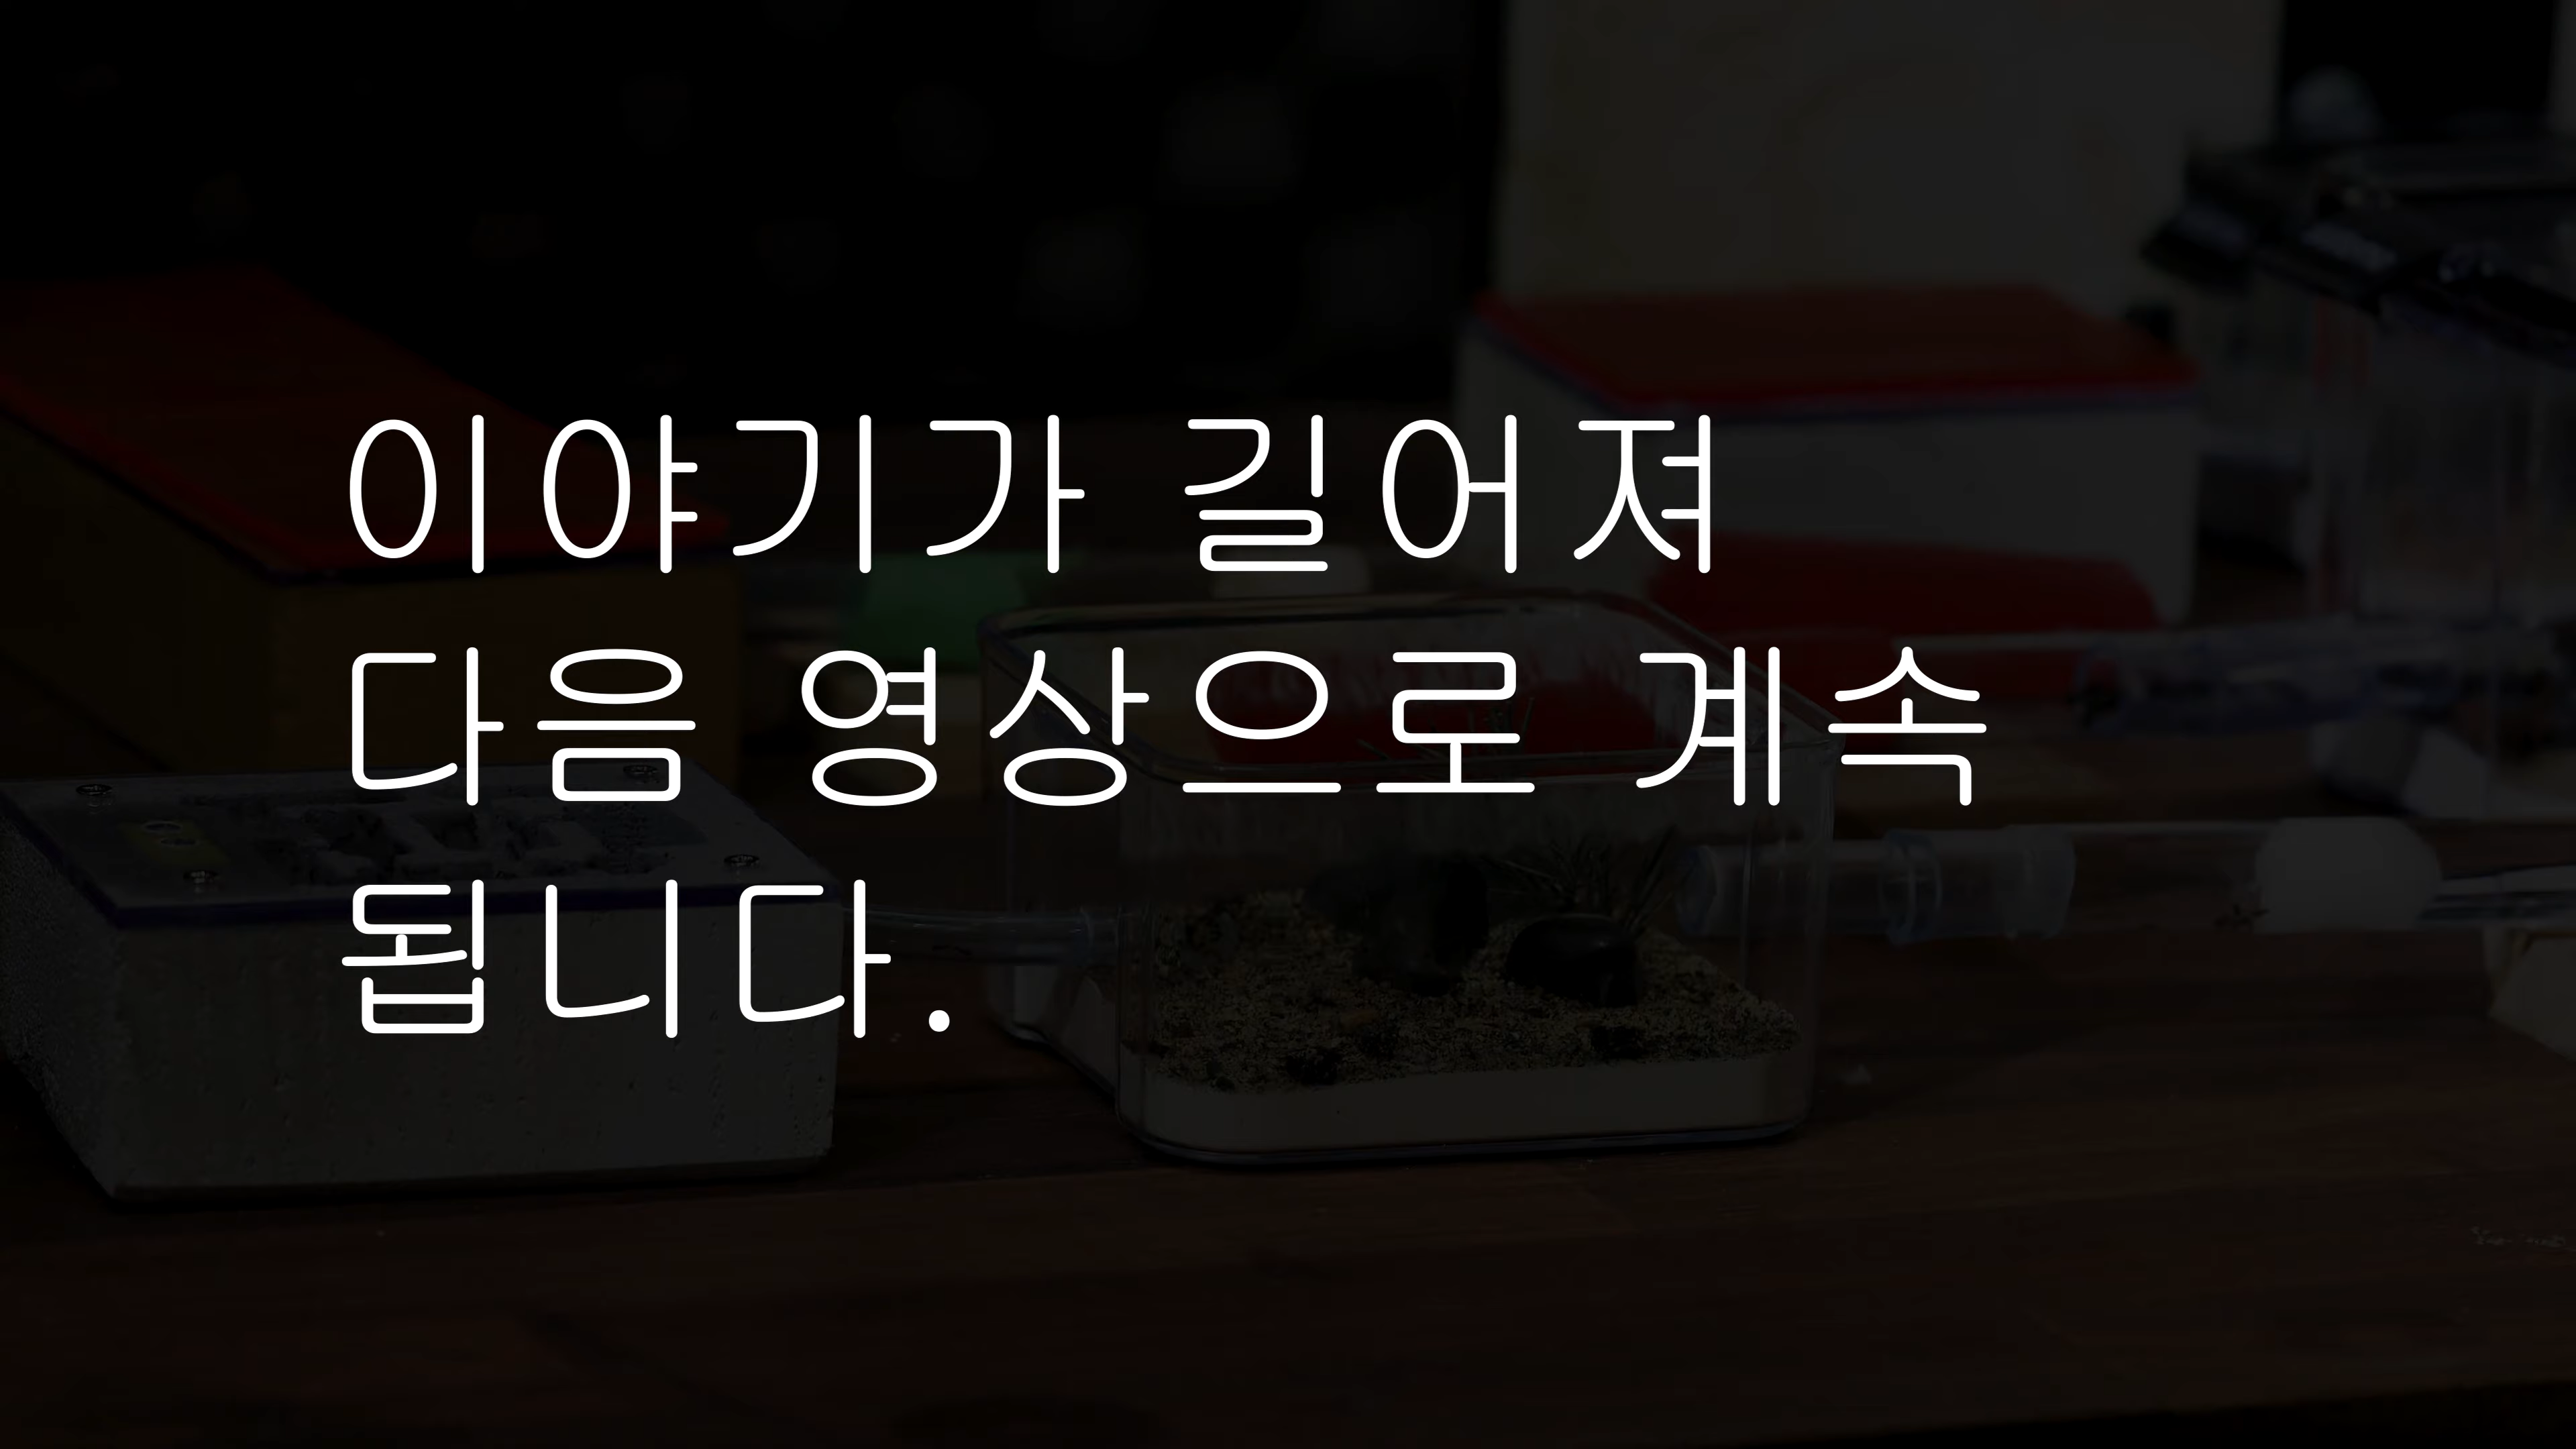 이야기가 길어져
다음 영상으로 계속
됩니다.